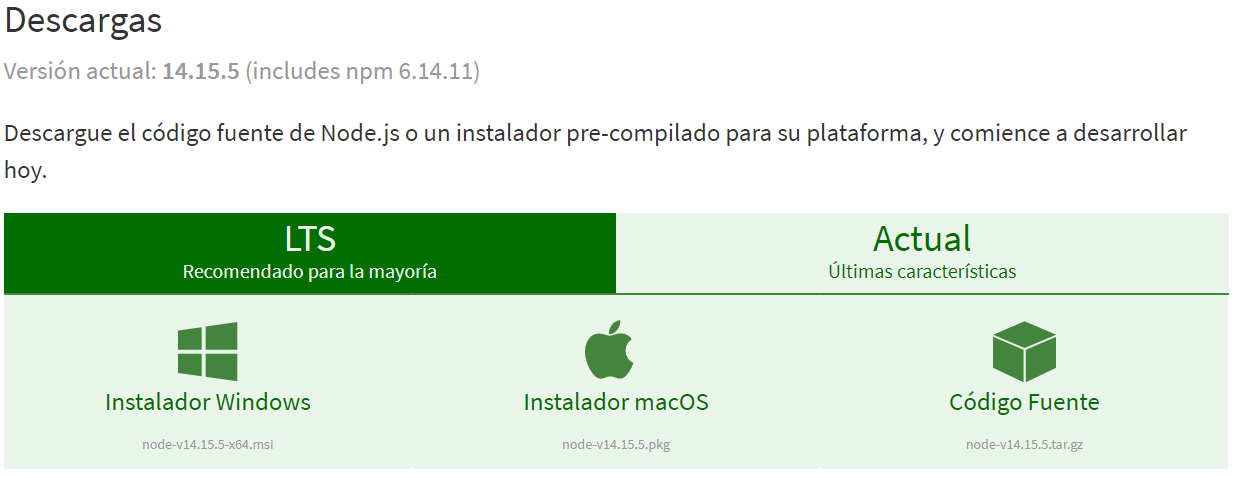 Descargas
Versión actual: 14.15.5 (includes npm 6.14.11)
Descargue el código fuente de Node.js o un instalador pre-compilado para su plataforma, y comience a desarrollar
hoy.
LTS
Recomendado para la mayoría
Actual
Últimas características
Instalador Windows
node-v14.15.5-x64.msi
Instalador macOS
node-v14.15.5.pkg
Código Fuente
node-v14.15.5.tar.gz